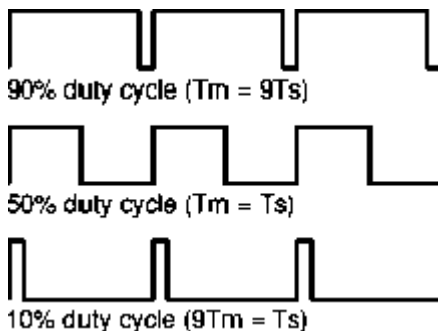 90% duty cycle (Tm = 9Ts)
50% duty cycle (Tm = Ts)
10% duty cycle (9Tm = Ts)